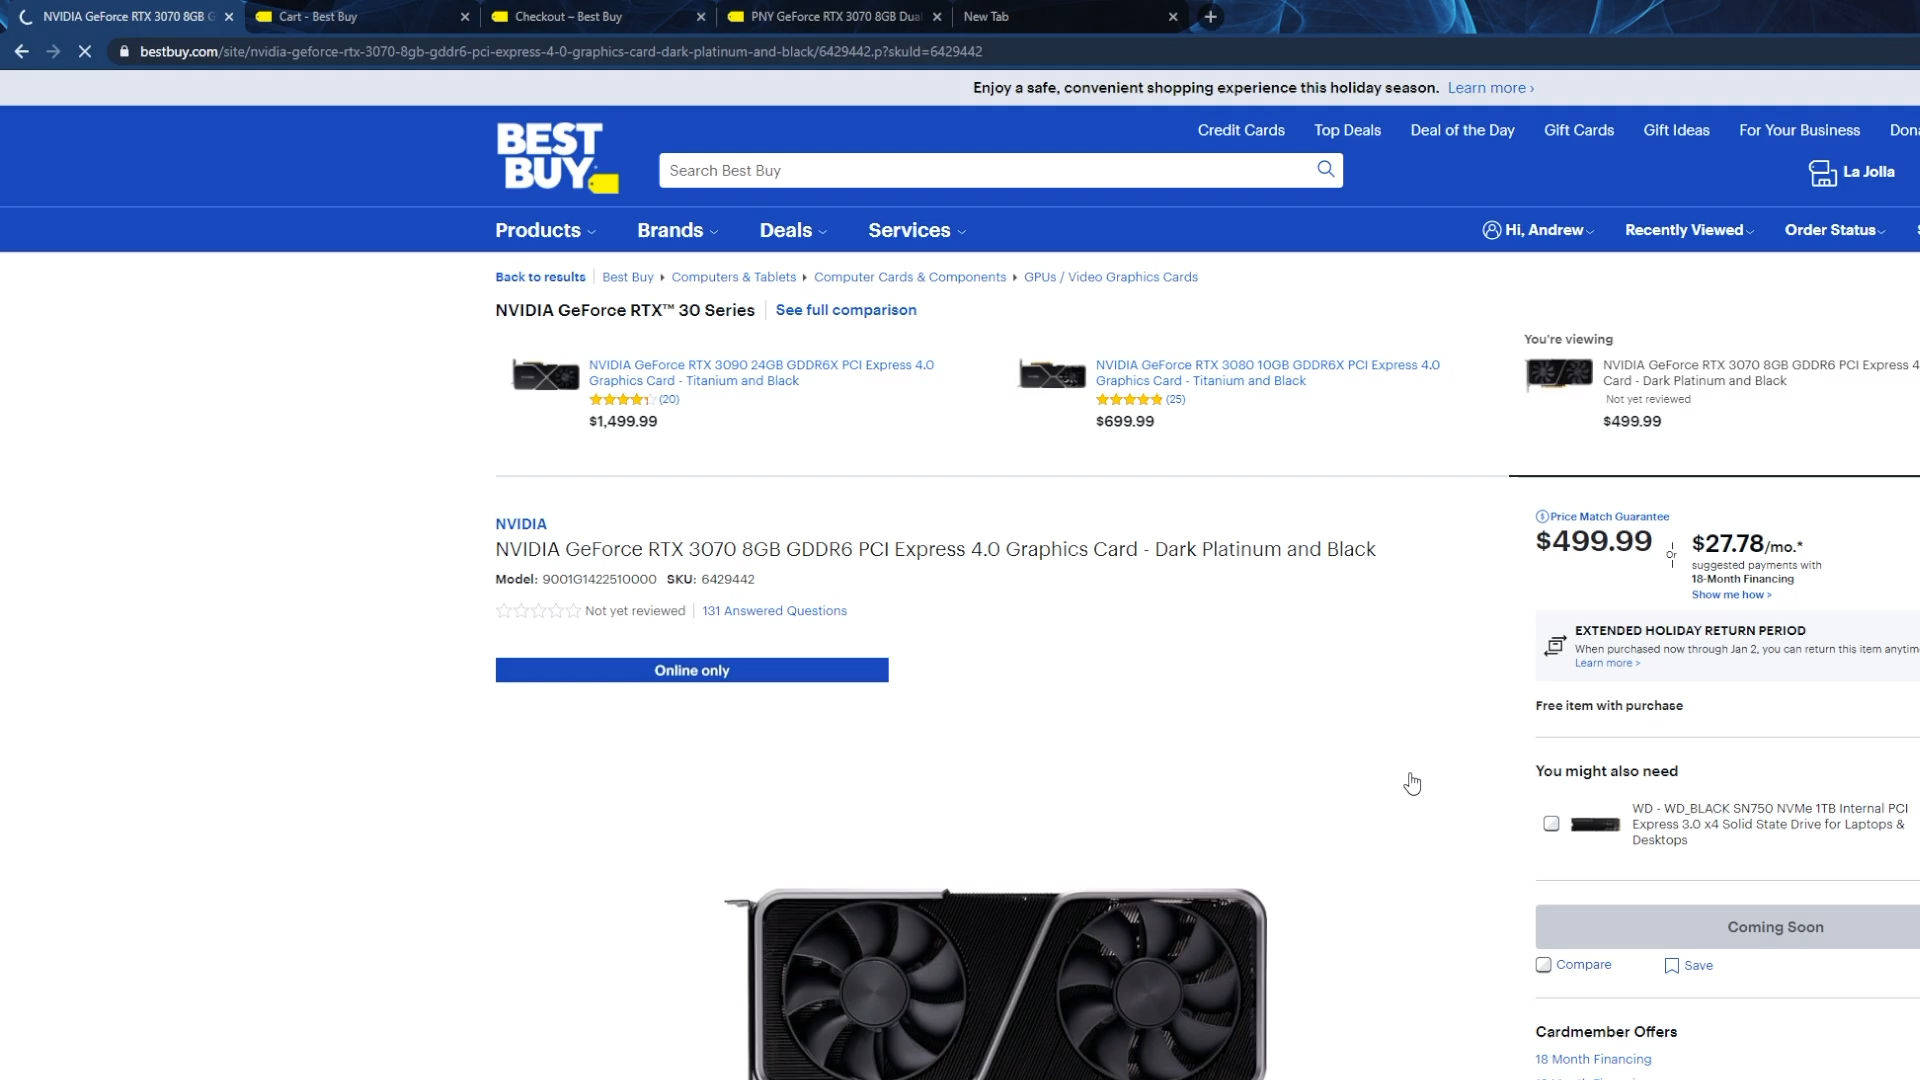 NVIDIA GeForce RTX 3070 8GB G
Cart - Best Buy
Checkout – Best Buy
PNY GeForce RTX 3070 8GB Dual
New Tab
bestbuy.com/site/nvidia-geforce-rtx-3070-8gb-gddr6-pci-express-4-0-graphics-card-dark-platinum-and-black/6429442.p?skuId=6429442
Enjoy a safe, convenient shopping experience this holiday season. Learn more ›
BEST
BUY
Credit Cards
Top Deals
Deal of the Day
Gift Cards
Gift Ideas
For Your Business
Dona
Search Best Buy
La Jolla
Products
Brands
Deals
Services
Hi, Andrew
Recently Viewed
Order Status
Back to results
Best Buy
Computers & Tablets
Computer Cards & Components
GPUs / Video Graphics Cards
NVIDIA GeForce RTX™ 30 Series
See full comparison
You're viewing
NVIDIA GeForce RTX 3090 24GB GDDR6X PCI Express 4.0
Graphics Card - Titanium and Black
(20)
$1,499.99
NVIDIA GeForce RTX 3080 10GB GDDR6X PCI Express 4.0
Graphics Card - Titanium and Black
(25)
$699.99
NVIDIA GeForce RTX 3070 8GB GDDR6 PCI Express 4
Card - Dark Platinum and Black
Not yet reviewed
$499.99
NVIDIA
NVIDIA GeForce RTX 3070 8GB GDDR6 PCI Express 4.0 Graphics Card - Dark Platinum and Black
Model: 9001G1422510000 SKU: 6429442
Not yet reviewed
131 Answered Questions
Online only
Price Match Guarantee
$499.99
Or
$27.78/mo.*
suggested payments with
18-Month Financing
Show me how >
EXTENDED HOLIDAY RETURN PERIOD
When purchased now through Jan 2, you can return this item anytim
Learn more >
Free item with purchase
You might also need
WD - WD_BLACK SN750 NVMe 1TB Internal PCI
Express 3.0 x4 Solid State Drive for Laptops &
Desktops
Coming Soon
Compare
Save
Cardmember Offers
18 Month Financing